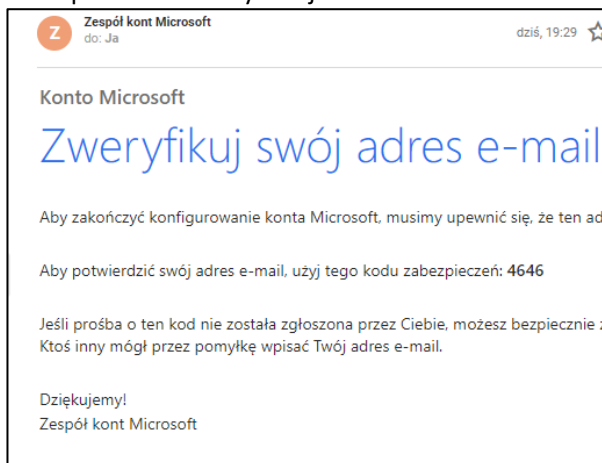 Z
Zespół kont Microsoft
do: Ja
dziś, 19:29
Konto Microsoft
Zweryfikuj swój adres e-mail
Aby zakończyć konfigurowanie konta Microsoft, musimy upewnić się, że ten ad
Aby potwierdzić swój adres e-mail, użyj tego kodu zabezpieczeń: 4646
Jeśli prośba o ten kod nie została zgłoszona przez Ciebie, możesz bezpiecznie z
Ktoś inny mógł przez pomyłkę wpisać Twój adres e-mail.
Dziękujemy!
Zespół kont Microsoft